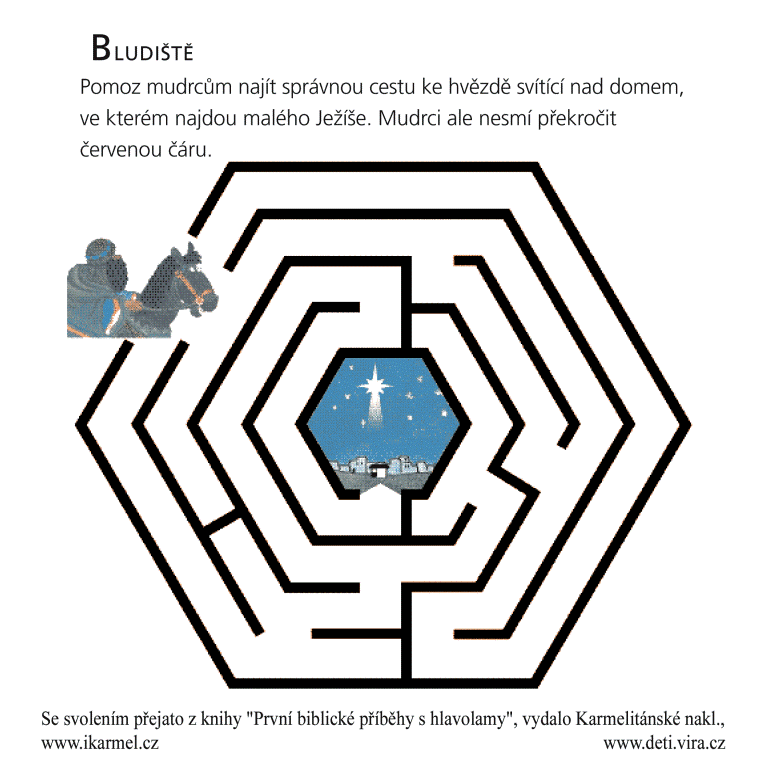 BLUDIŠTĚ
Pomoz mudrcům najít správnou cestu ke hvězdě svítící nad domem,
ve kterém najdou malého Ježíše. Mudrci ale nesmí překročit
červenou čáru.
Se svolením přejato z knihy "První biblické příběhy s hlavolamy", vydalo Karmelitánské nakl.,
www.ikarmel.cz www.deti.vira.cz